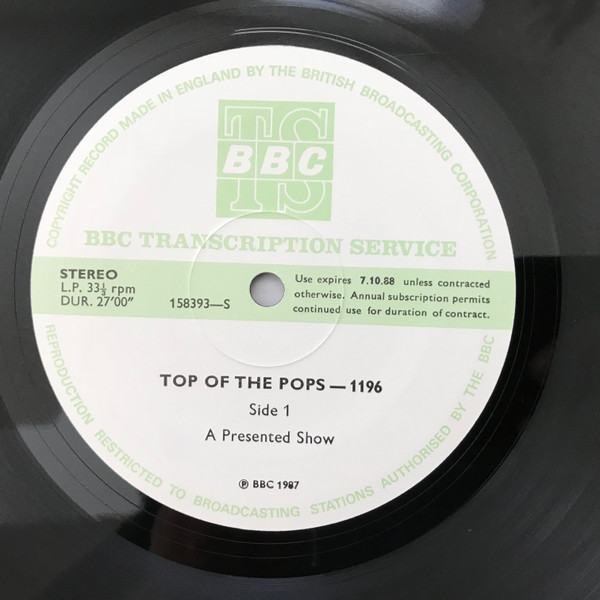 COPYRIGHT RECORD MADE IN ENGLAND BY THE BRITISH BROADCASTING CORPORATION
TS
BBC
TS
BBC TRANSCRIPTION SERVICE
STEREO
L.P. 33⅓ rpm
DUR. 27′00″
158393—S
Use expires 7.10.88 unless contracted
otherwise. Annual subscription permits
continued use for duration of contract.
TOP OF THE POPS — 1196
Side 1
A Presented Show
℗ BBC 1987
REPRODUCTION RESTRICTED TO BROADCASTING STATIONS AUTHORISED BY THE BBC